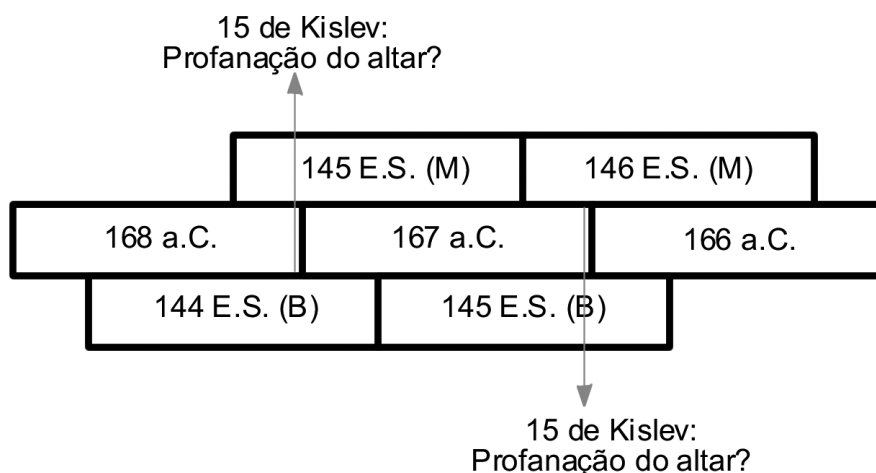 15 de Kislev:
Profanação do altar?
145 E.S. (M)
146 E.S. (M)
168 a.C.
167 a.C.
166 a.C.
144 E.S. (B)
145 E.S. (B)
15 de Kislev:
Profanação do altar?